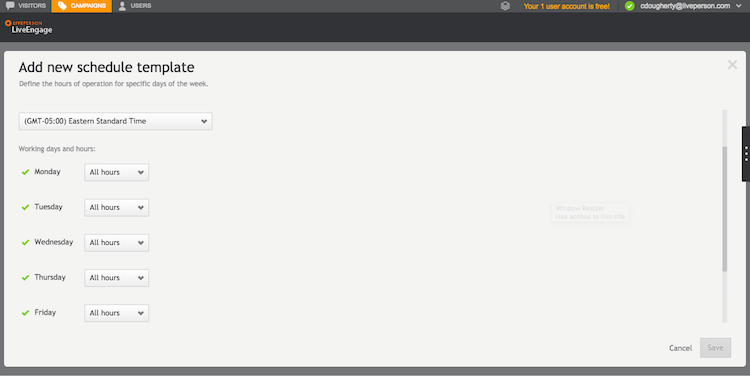 VISITORS
CAMPAIGNS
USERS
Your 1 user account is free!
cdougherty@liveperson.com
LIVEPERSON
LiveEngage
Add new schedule template
Define the hours of operation for specific days of the week.
(GMT-05:00) Eastern Standard Time
Working days and hours:
Monday All hours
Tuesday All hours
Wednesday All hours
Window Resizer
Has access to this site
Thursday All hours
Friday All hours
Cancel Save